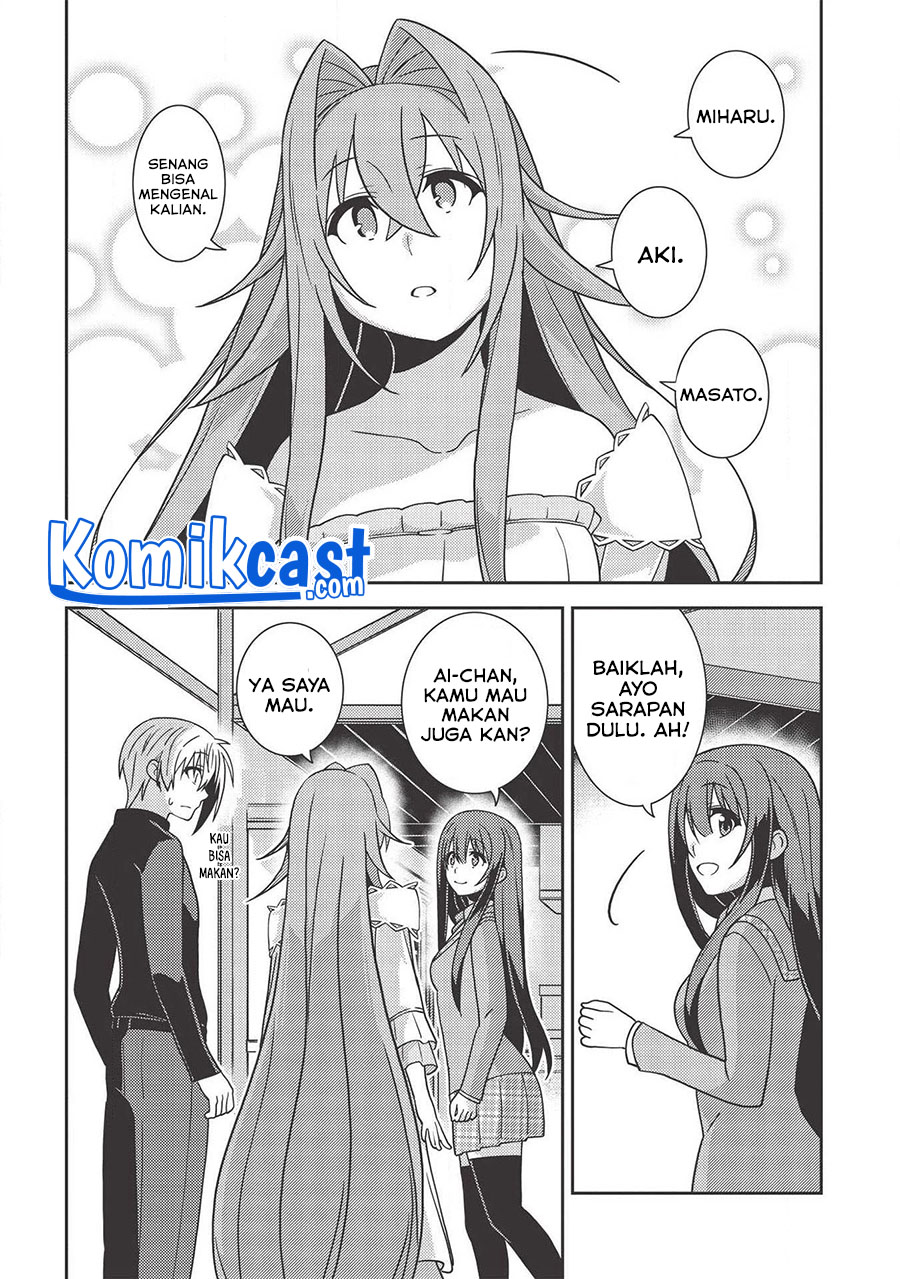 MIHARU.
AKI.
MASATO.
SENANG
BISA
MENGENAL
KALIAN.
Komikcast
.com
BAIKLAH,
AYO
SARAPAN
DULU. AH!
AI-CHAN,
KAMU MAU
MAKAN
JUGA KAN?
YA SAYA
MAU.
KAU
BISA
MAKAN?